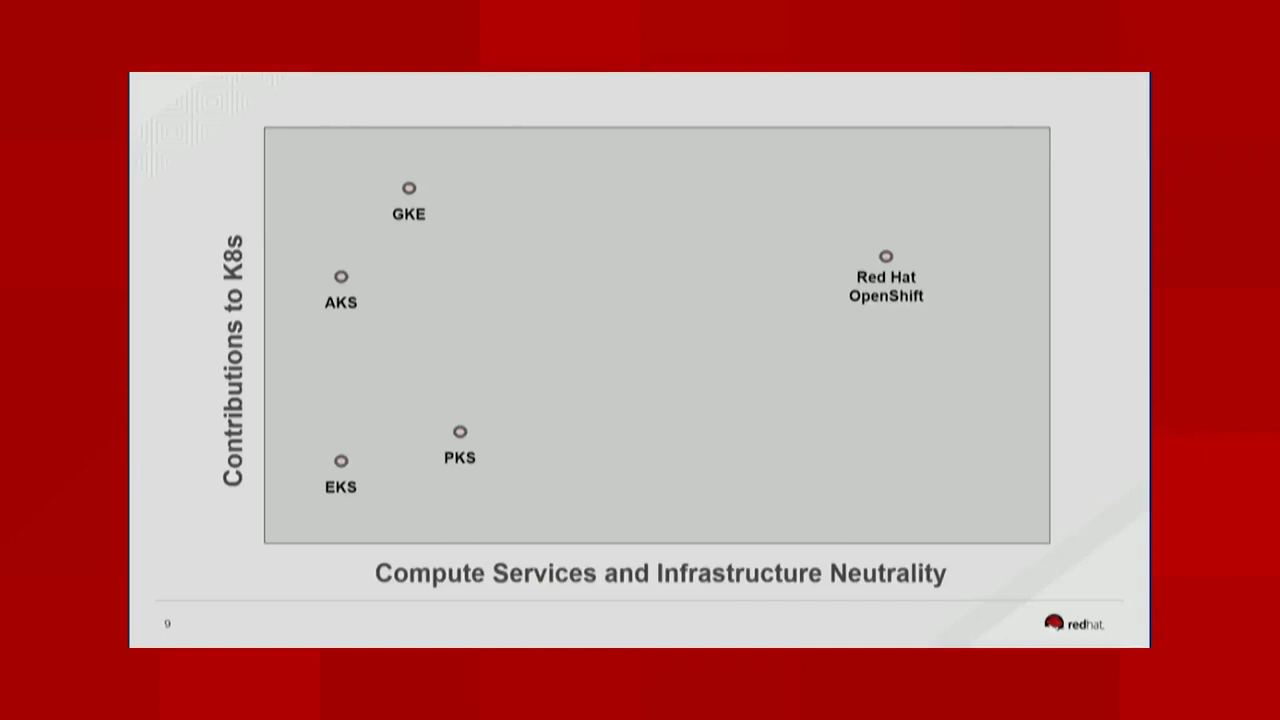 Contributions to K8s
GKE
AKS
Red Hat
OpenShift
PKS
EKS
Compute Services and Infrastructure Neutrality
9
redhat.